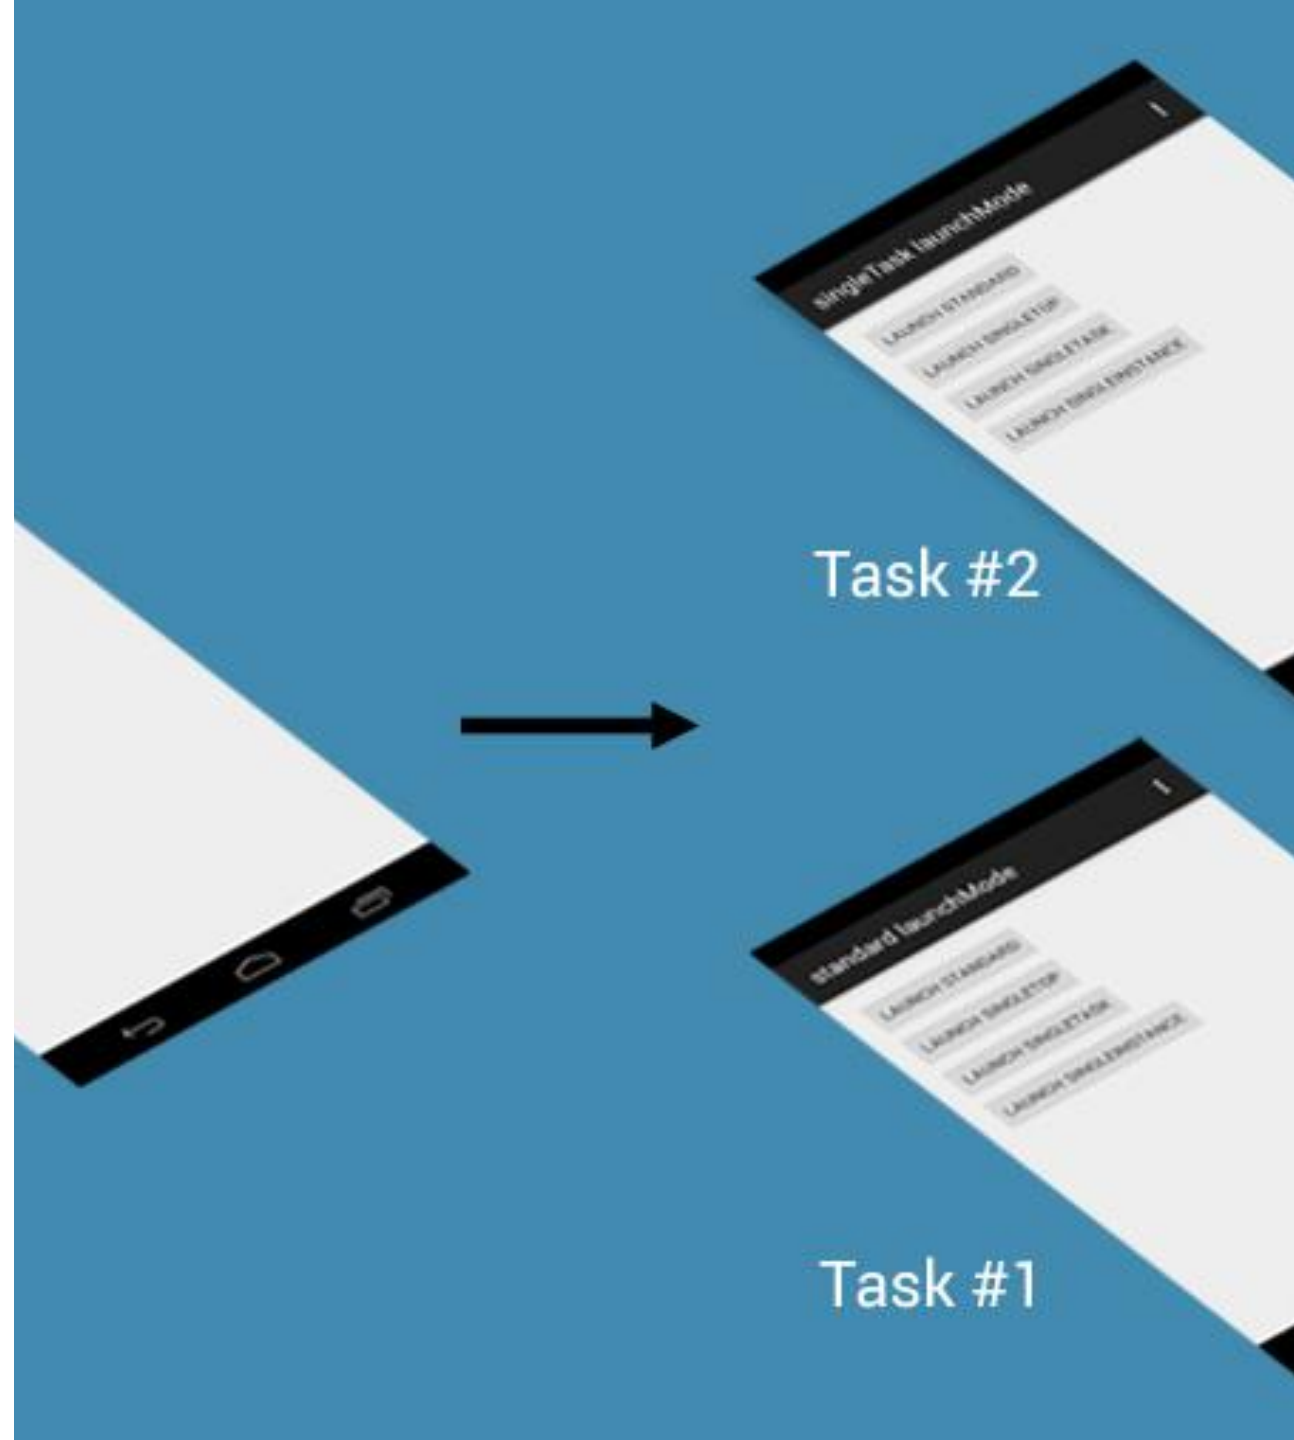 singleTask launchMode
LAUNCH STANDARD
LAUNCH SINGLETOP
LAUNCH SINGLETASK
LAUNCH SINGLEINSTANCE
Task #2
standard launchMode
LAUNCH STANDARD
LAUNCH SINGLETOP
LAUNCH SINGLETASK
LAUNCH SINGLEINSTANCE
Task #1